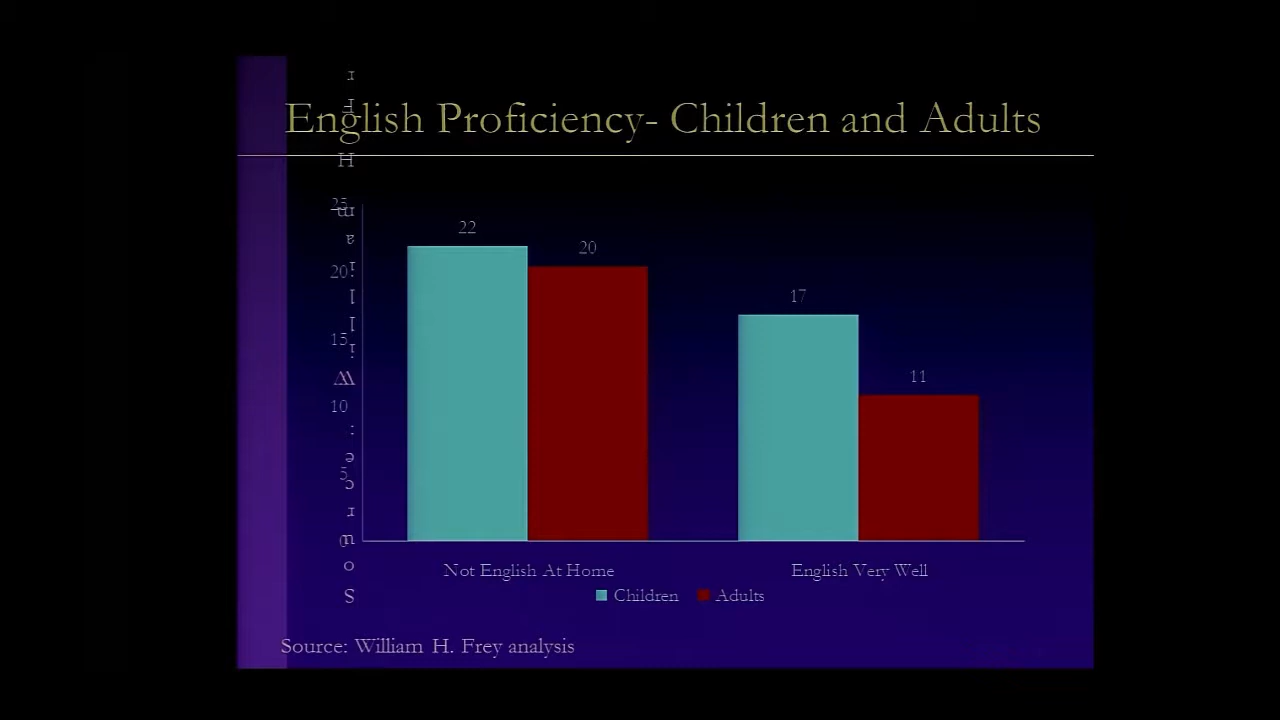 English Proficiency- Children and Adults
25
20
15
10
5
0
22
20
17
11
Not English At Home
English Very Well
Children
Adults
Source: William H. Frey analysis